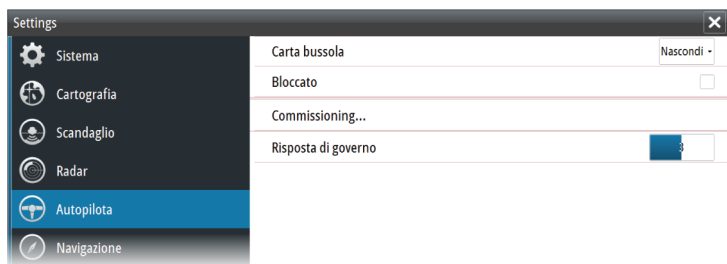 Settings
Sistema
Cartografia
Scandaglio
Radar
Autopilota
Navigazione
Carta bussola
Nascondi
Bloccato
Commissioning...
Risposta di governo